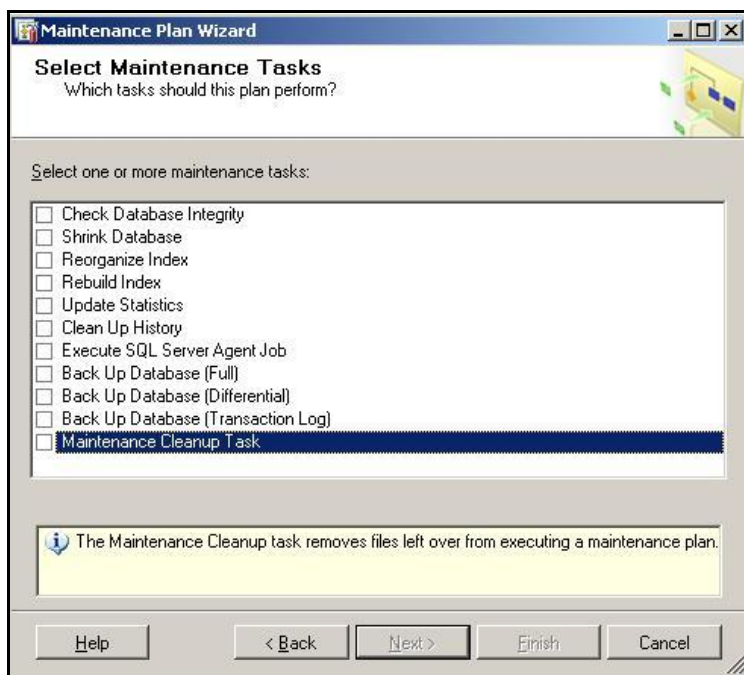 Maintenance Plan Wizard
Select Maintenance Tasks
Which tasks should this plan perform?
Select one or more maintenance tasks:
Check Database Integrity
Shrink Database
Reorganize Index
Rebuild Index
Update Statistics
Clean Up History
Execute SQL Server Agent Job
Back Up Database (Full)
Back Up Database (Differential)
Back Up Database (Transaction Log)
Maintenance Cleanup Task
The Maintenance Cleanup task removes files left over from executing a maintenance plan.
Help < Back Next > Finish Cancel